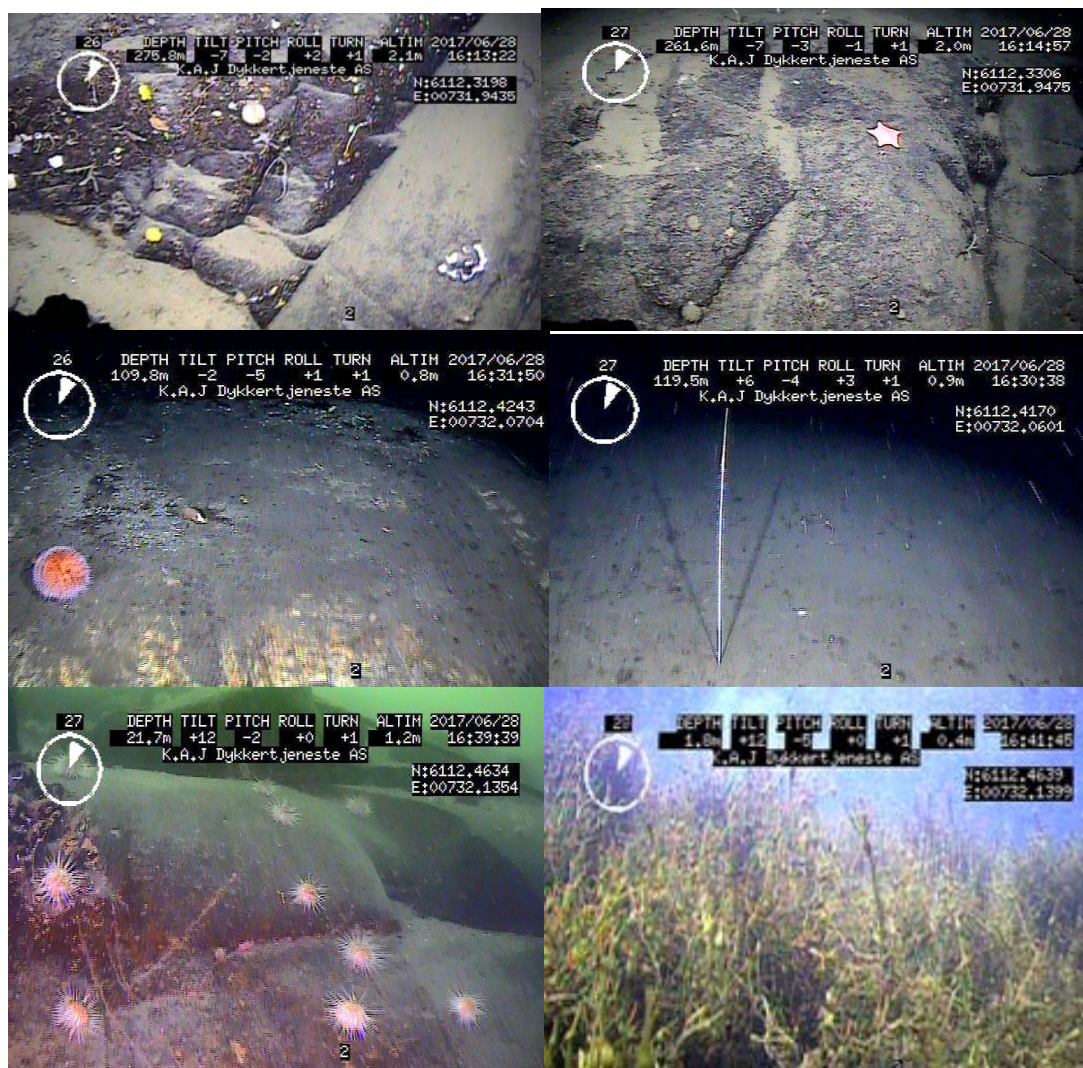 26 DEPTH TILT PITCH ROLL TURN ALTIM 2017/06/28
275.8m -7 -2 +2 +1 2.1m 16:13:22
K.A.J Dykkertjeneste AS
N:6112.3198
E:00731.9435
2
27 DEPTH TILT PITCH ROLL TURN ALTIM 2017/06/28
261.6m -7 -3 -1 +1 2.0m 16:14:57
K.A.J Dykkertjeneste AS
N:6112.3306
E:00731.9475
2
26 DEPTH TILT PITCH ROLL TURN ALTIM 2017/06/28
109.8m -2 -5 +1 +1 0.8m 16:31:50
K.A.J Dykkertjeneste AS
N:6112.4243
E:00732.0704
2
27 DEPTH TILT PITCH ROLL TURN ALTIM 2017/06/28
119.5m +6 -4 +3 +1 0.9m 16:30:38
K.A.J Dykkertjeneste AS
N:6112.4170
E:00732.0601
2
27 DEPTH TILT PITCH ROLL TURN ALTIM 2017/06/28
21.7m +12 -2 +0 +1 1.2m 16:39:39
K.A.J Dykkertjeneste AS
N:6112.4634
E:00732.1354
2
28 DEPTH TILT PITCH ROLL TURN ALTIM 2017/06/28
1.8m +12 -5 +0 +1 0.4m 16:41:45
K.A.J Dykkertjeneste AS
N:6112.4639
E:00732.1399